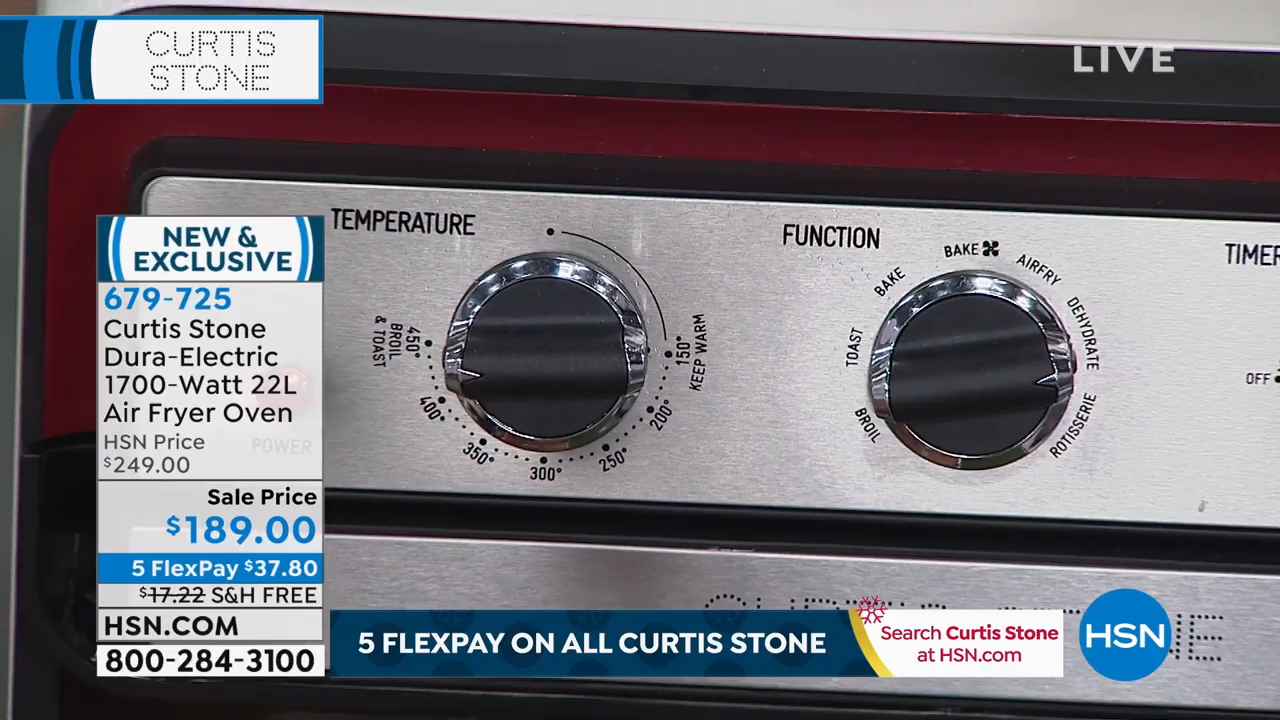 CURTIS
STONE
LIVE
NEW &
EXCLUSIVE
679-725
Curtis Stone
Dura-Electric
1700-Watt 22L
Air Fryer Oven
HSN Price
$249.00
Sale Price
$189.00
5 FlexPay $37.80
$17.22 S&H FREE
HSN.COM
800-284-3100
TEMPERATURE
150°
KEEP WARM
200°
250°
300°
350°
400°
450°
BROIL
& TOAST
FUNCTION
BROIL
TOAST
BAKE
BAKE
AIRFRY
DEHYDRATE
ROTISSERIE
TIMER
OFF
POWER
CURTIS STONE
5 FLEXPAY ON ALL CURTIS STONE
Search Curtis Stone
at HSN.com
HSN